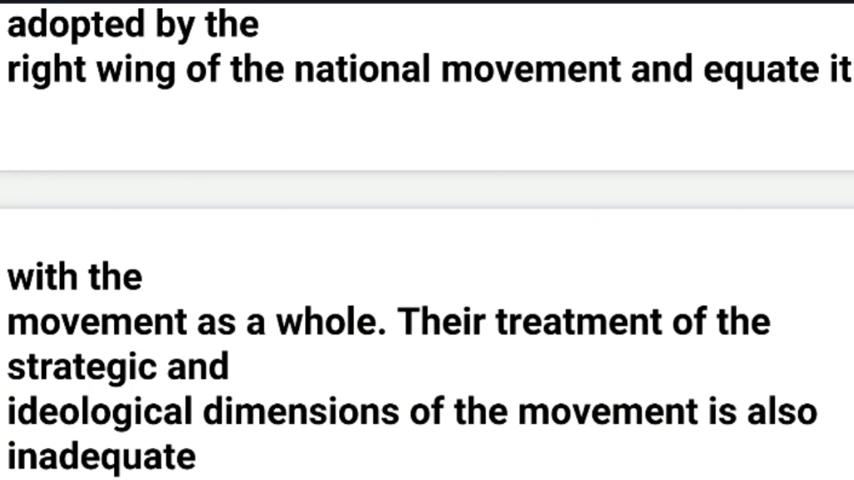 adopted by the
right wing of the national movement and equate it
with the
movement as a whole. Their treatment of the
strategic and
ideological dimensions of the movement is also
inadequate